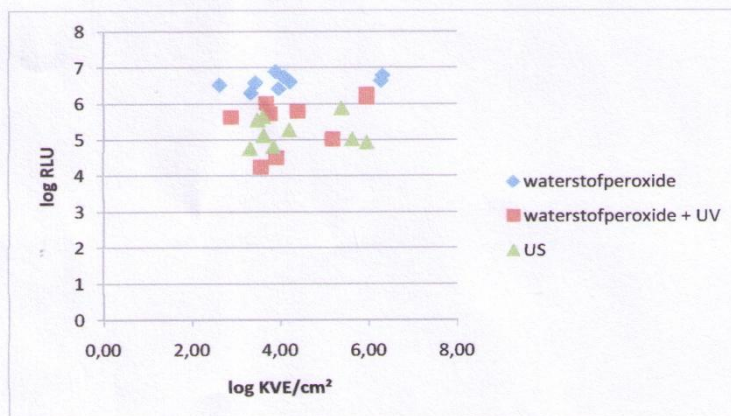 8
7
6
5
4
3
2
1
0
log RLU
0,00 2,00 4,00 6,00 8,00
log KVE/cm²
waterstofperoxide
waterstofperoxide + UV
US